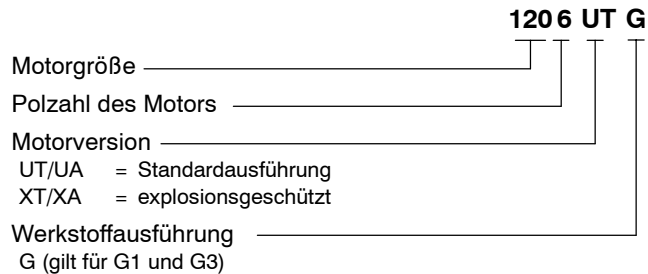 120 6 UT G
Motorgröße
Polzahl des Motors
Motorversion
UT/UA = Standardausführung
XT/XA = explosionsgeschützt
Werkstoffausführung
G (gilt für G1 und G3)